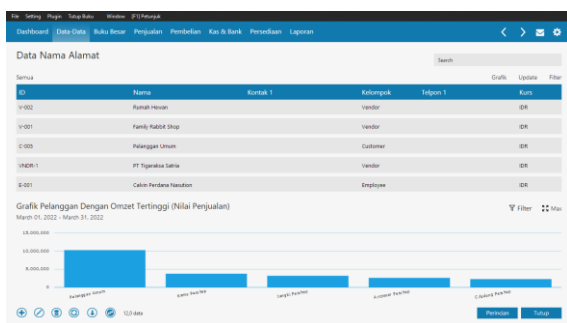 File Setting Plugin Tutup Buku Window [F1] Petunjuk
Dashboard Data-Data Buku Besar Penjualan Pembelian Kas & Bank Persediaan Laporan
Data Nama Alamat
Search
Semua Grafik Update Filter
ID Nama Kontak 1 Kelompok Telpon 1 Kurs
V-002 Rumah Hewan Vendor IDR
V-001 Family Rabbit Shop Vendor IDR
C-003 Pelanggan Umum Customer IDR
VNDR-1 PT Tigaraksa Satria Vendor IDR
E-001 Calvin Perdana Nasution Employee IDR
Grafik Pelanggan Dengan Omzet Tertinggi (Nilai Penjualan)
March 01, 2022 - March 31, 2022
Filter Max
15,000,000
10,000,000
5,000,000
0
Pelanggan Umum
Perincian Tutup